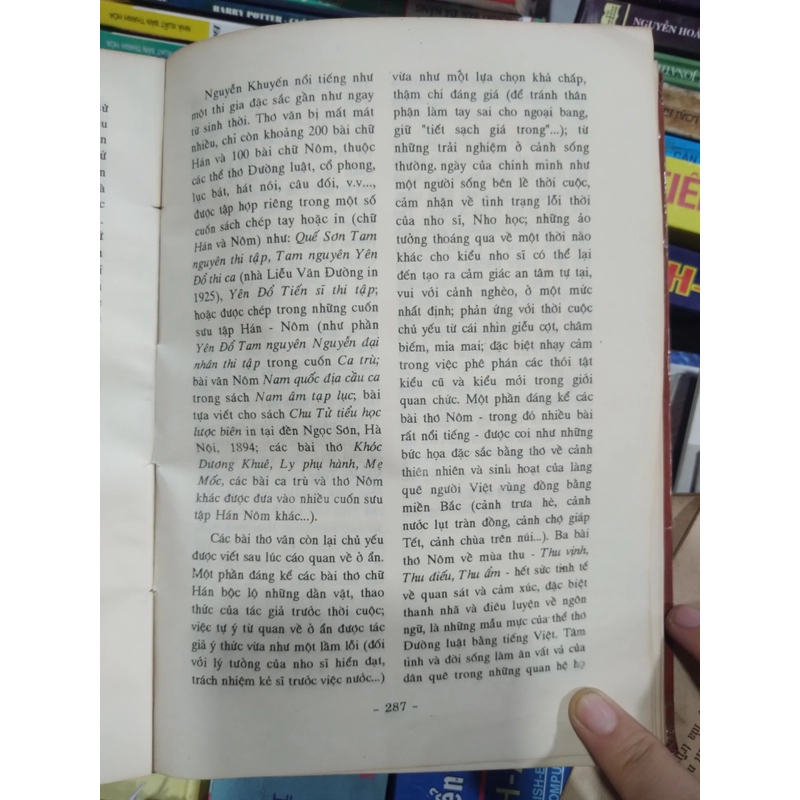 HARRY POTTER
NGUYỄN HOÀ
Nguyễn Khuyến nổi tiếng như
một thi gia đặc sắc gần như ngay
từ sinh thời. Thơ văn bị mất mát
nhiều, chỉ còn khoảng 200 bài chữ
Hán và 100 bài chữ Nôm, thuộc
các thể thơ Đường luật, cổ phong,
lục bát, hát nói, câu đối, v.v...,
được tập hợp riêng trong một số
cuốn sách chép tay hoặc in (chữ
Hán và Nôm) như: Quế Sơn Tam
nguyên thi tập, Tam nguyên Yên
Đổ thi ca (nhà Liễu Văn Đường in
1925), Yên Đổ Tiến sĩ thi tập;
hoặc được chép trong những cuốn
sưu tập Hán - Nôm (như phần
Yên Đổ Tam nguyên Nguyễn đại
nhân thi tập trong cuốn Ca trù;
bài văn Nôm Nam quốc địa cầu ca
trong sách Nam âm tạp lục; bài
tựa viết cho sách Chu Tử tiểu học
lược biên in tại đền Ngọc Sơn, Hà
Nội, 1894; các bài thơ Khóc
Dương Khuê, Ly phụ hành, Mẹ
Mốc, các bài ca trù và thơ Nôm
khác được đưa vào nhiều cuốn sưu
tập Hán Nôm khác...).
Các bài thơ văn còn lại chủ yếu
được viết sau lúc cáo quan về ở ẩn.
Một phần đáng kể các bài thơ chữ
Hán bộc lộ những dằn vặt, thao
thức của tác giả trước thời cuộc;
việc tự ý từ quan về ở ẩn được tác
giả ý thức vừa như một lầm lỗi (đối
với lý tưởng của nho sĩ hiển đạt,
trách nhiệm kẻ sĩ trước việc nước...)
vừa như một lựa chọn khả chấp,
thậm chí đáng giá (để tránh thân
phận làm tay sai cho ngoại bang,
giữ "tiết sạch giá trong"...); từ
những trải nghiệm ở cảnh sống
thường. ngày của chính mình như
một người sống bên lề thời cuộc,
cảm nhận về tình trạng lỗi thời
của nho sĩ, Nho học; những ảo
tưởng thoáng qua về một thời nào
khác cho kiểu nho sĩ có thể lại
đến tạo ra cảm giác an tâm tự tại,
vui với cảnh nghèo, ở một mức
nhất định; phản ứng với thời cuộc
chủ yếu từ cái nhìn giễu cợt, châm
biếm, mỉa mai; đặc biệt nhạy cảm
trong việc phê phán các thói tật
kiểu cũ và kiểu mới trong giới
quan chức. Một phần đáng kể các
bài thơ Nôm - trong đó nhiều bài
rất nổi tiếng - được coi như những
bức họa đặc sắc bằng thơ về cảnh
thiên nhiên và sinh hoạt của làng
quê người Việt vùng đồng bằng
miền Bắc (cảnh trưa hè, cảnh
nước lụt tràn đồng, cảnh chợ giáp
Tết, cảnh chùa trên núi...). Ba bài
thơ Nôm về mùa thu - Thu vịnh,
Thu điếu, Thu ẩm - hết sức tinh tế
về quan sát và cảm xúc, đặc biệt
thanh nhã và điêu luyện về ngôn
ngữ, là những mẫu mực của thể thơ
Đường luật bằng tiếng Việt. Tâm
tình và đời sống làm ăn vất vả của
dân quê trong những quan hệ họ
- 287 -